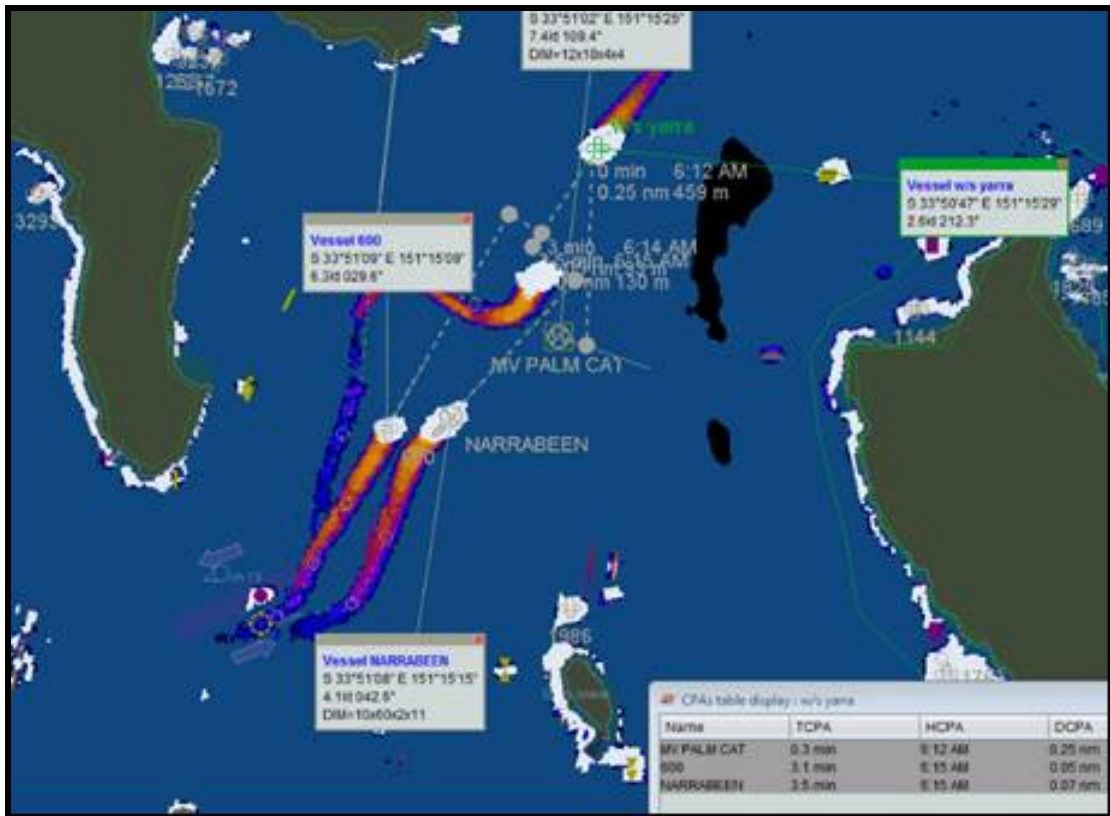 S 33°51'02" E 151°15'25"
7.4kt 109.4°
DIM=12x18x4x4
1672
w/s yarra
0 min 6:12 AM
0.25 nm 459 m
Vessel w/s yarra
S 33°50'47" E 151°15'29"
2.6kt 212.3°
3293
Vessel 600
S 33°51'09" E 151°15'09"
6.3kt 029.6°
3 min 6:14 AM
130 m
1144
MV PALM CAT
NARRABEEN
Vessel NARRABEEN
S 33°51'08" E 151°15'15"
4.1kt 042.5°
DIM=10x60x2x11
1986
CPAs table display : w/s yarra
Name TCPA HCPA DCPA
MV PALM CAT 0.3 min 6:12 AM 0.25 nm
600 3.1 min 6:15 AM 0.05 nm
NARRABEEN 3.5 min 6:15 AM 0.07 nm